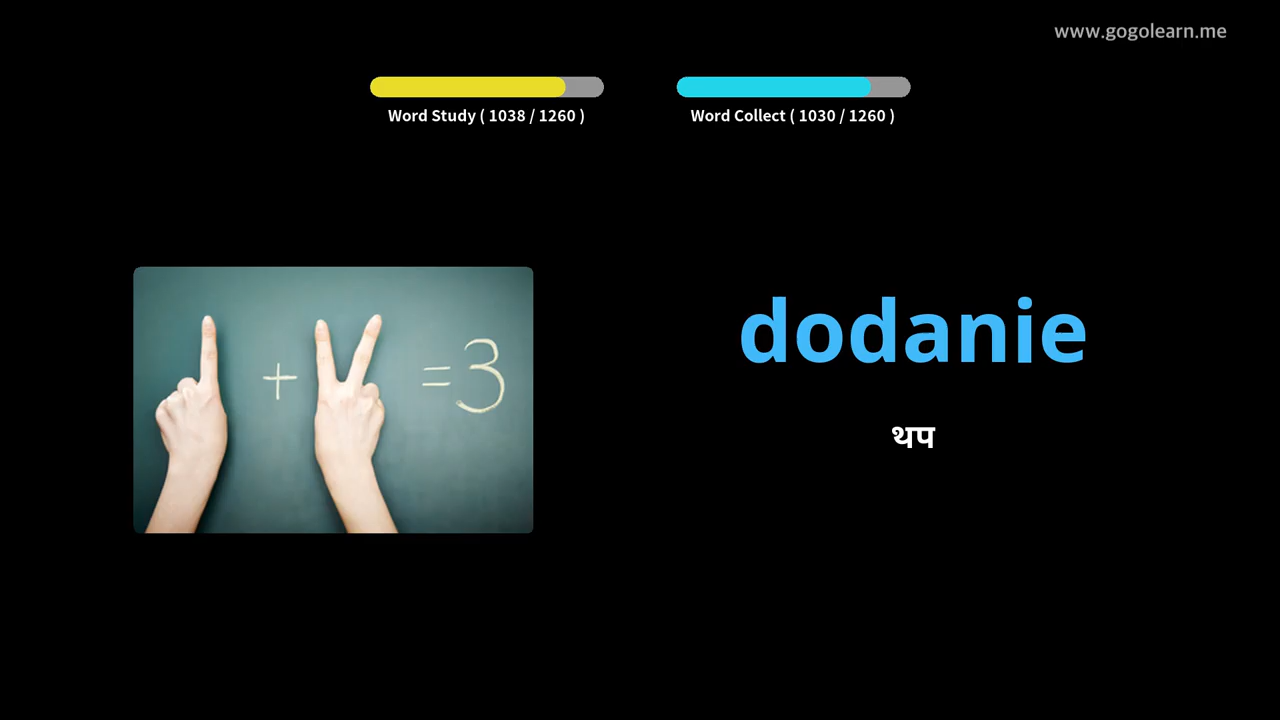 www.gogolearn.me
Word Study ( 1038 / 1260 )
Word Collect ( 1030 / 1260 )
+ =3
dodanie
थप